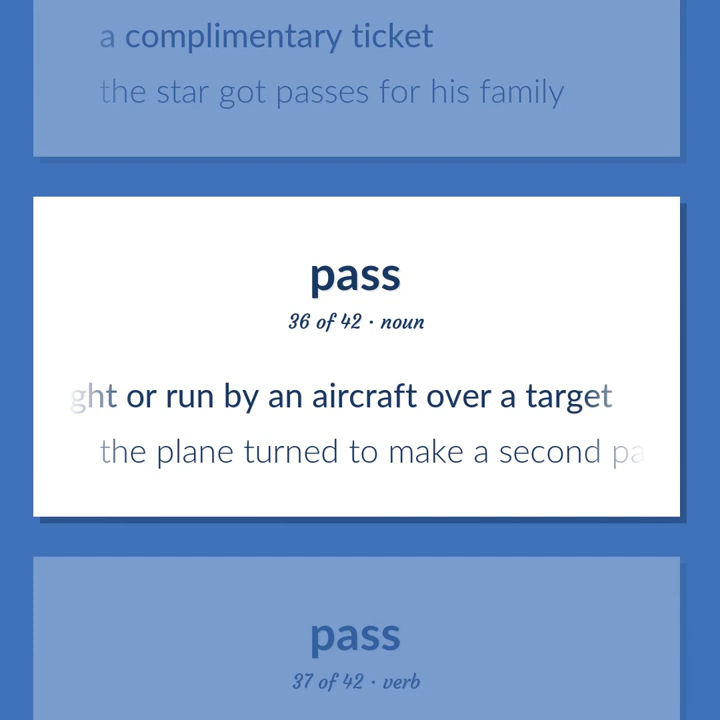 a complimentary ticket
the star got passes for his family
pass
36 of 42 · noun
ght or run by an aircraft over a target
the plane turned to make a second pa
pass
37 of 42 · verb